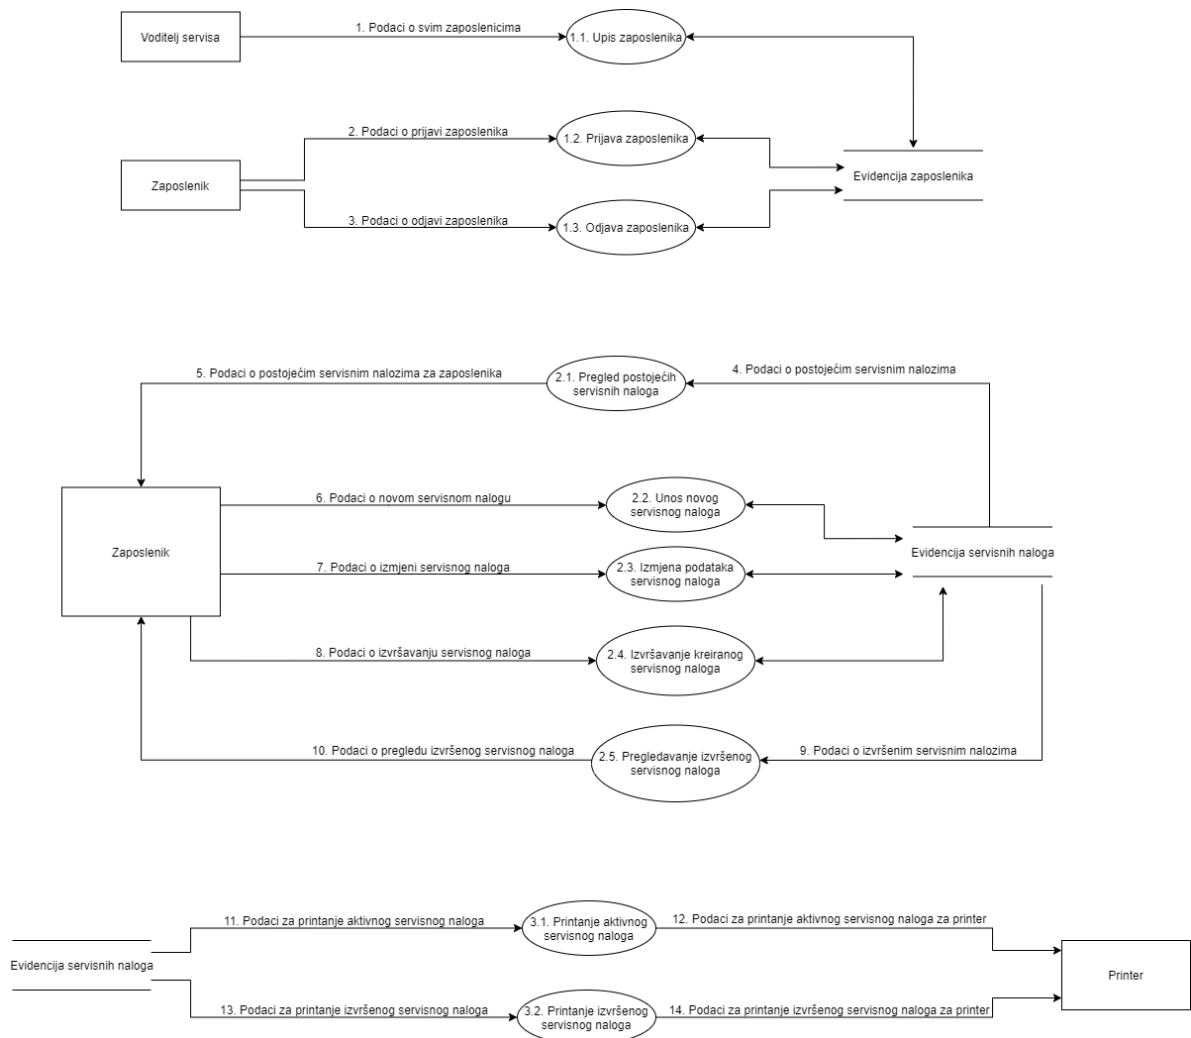 Voditelj servisa
1. Podaci o svim zaposlenicima
1.1. Upis zaposlenika
Zaposlenik
2. Podaci o prijavi zaposlenika
1.2. Prijava zaposlenika
Evidencija zaposlenika
3. Podaci o odjavi zaposlenika
1.3. Odjava zaposlenika
5. Podaci o postojećim servisnim nalozima za zaposlenika
2.1. Pregled postojećih
servisnih naloga
4. Podaci o postojećim servisnim nalozima
Zaposlenik
6. Podaci o novom servisnom nalogu
2.2. Unos novog
servisnog naloga
Evidencija servisnih naloga
7. Podaci o izmjeni servisnog naloga
2.3. Izmjena podataka
servisnog naloga
8. Podaci o izvršavanju servisnog naloga
2.4. Izvršavanje kreiranog
servisnog naloga
10. Podaci o pregledu izvršenog servisnog naloga
2.5. Pregledavanje izvršenog
servisnog naloga
9. Podaci o izvršenim servisnim nalozima
Evidencija servisnih naloga
11. Podaci za printanje aktivnog servisnog naloga
3.1. Printanje aktivnog
servisnog naloga
12. Podaci za printanje aktivnog servisnog naloga za printer
Printer
13. Podaci za printanje izvršenog servisnog naloga
3.2. Printanje izvršenog
servisnog naloga
14. Podaci za printanje izvršenog servisnog naloga za printer